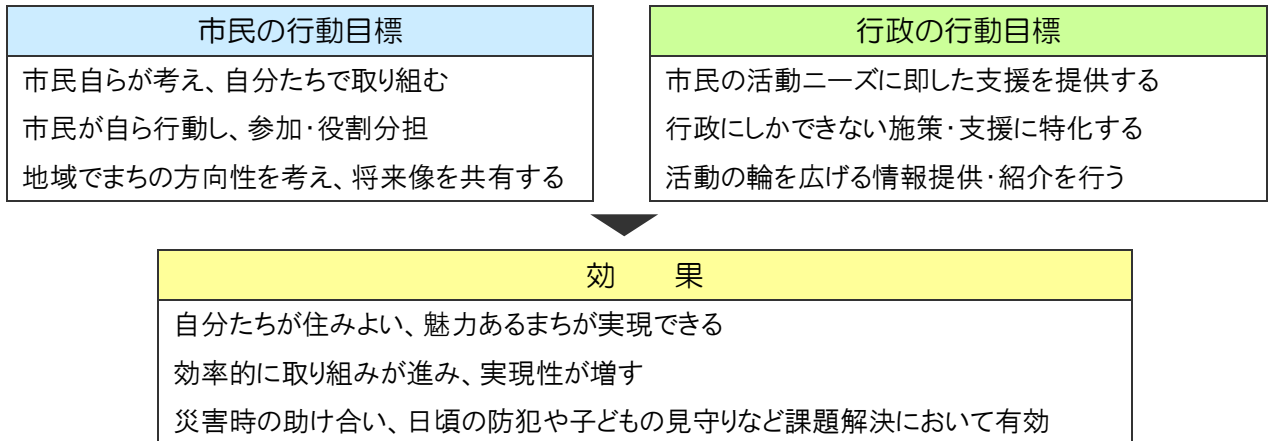 市民の行動目標
市民自らが考え、自分たちで取り組む
市民が自ら行動し、参加・役割分担
地域でまちの方向性を考え、将来像を共有する
行政の行動目標
市民の活動ニーズに即した支援を提供する
行政にしかできない施策・支援に特化する
活動の輪を広げる情報提供・紹介を行う
効　　果
自分たちが住みよい、魅力あるまちが実現できる
効率的に取り組みが進み、実現性が増す
災害時の助け合い、日頃の防犯や子どもの見守りなど課題解決において有効